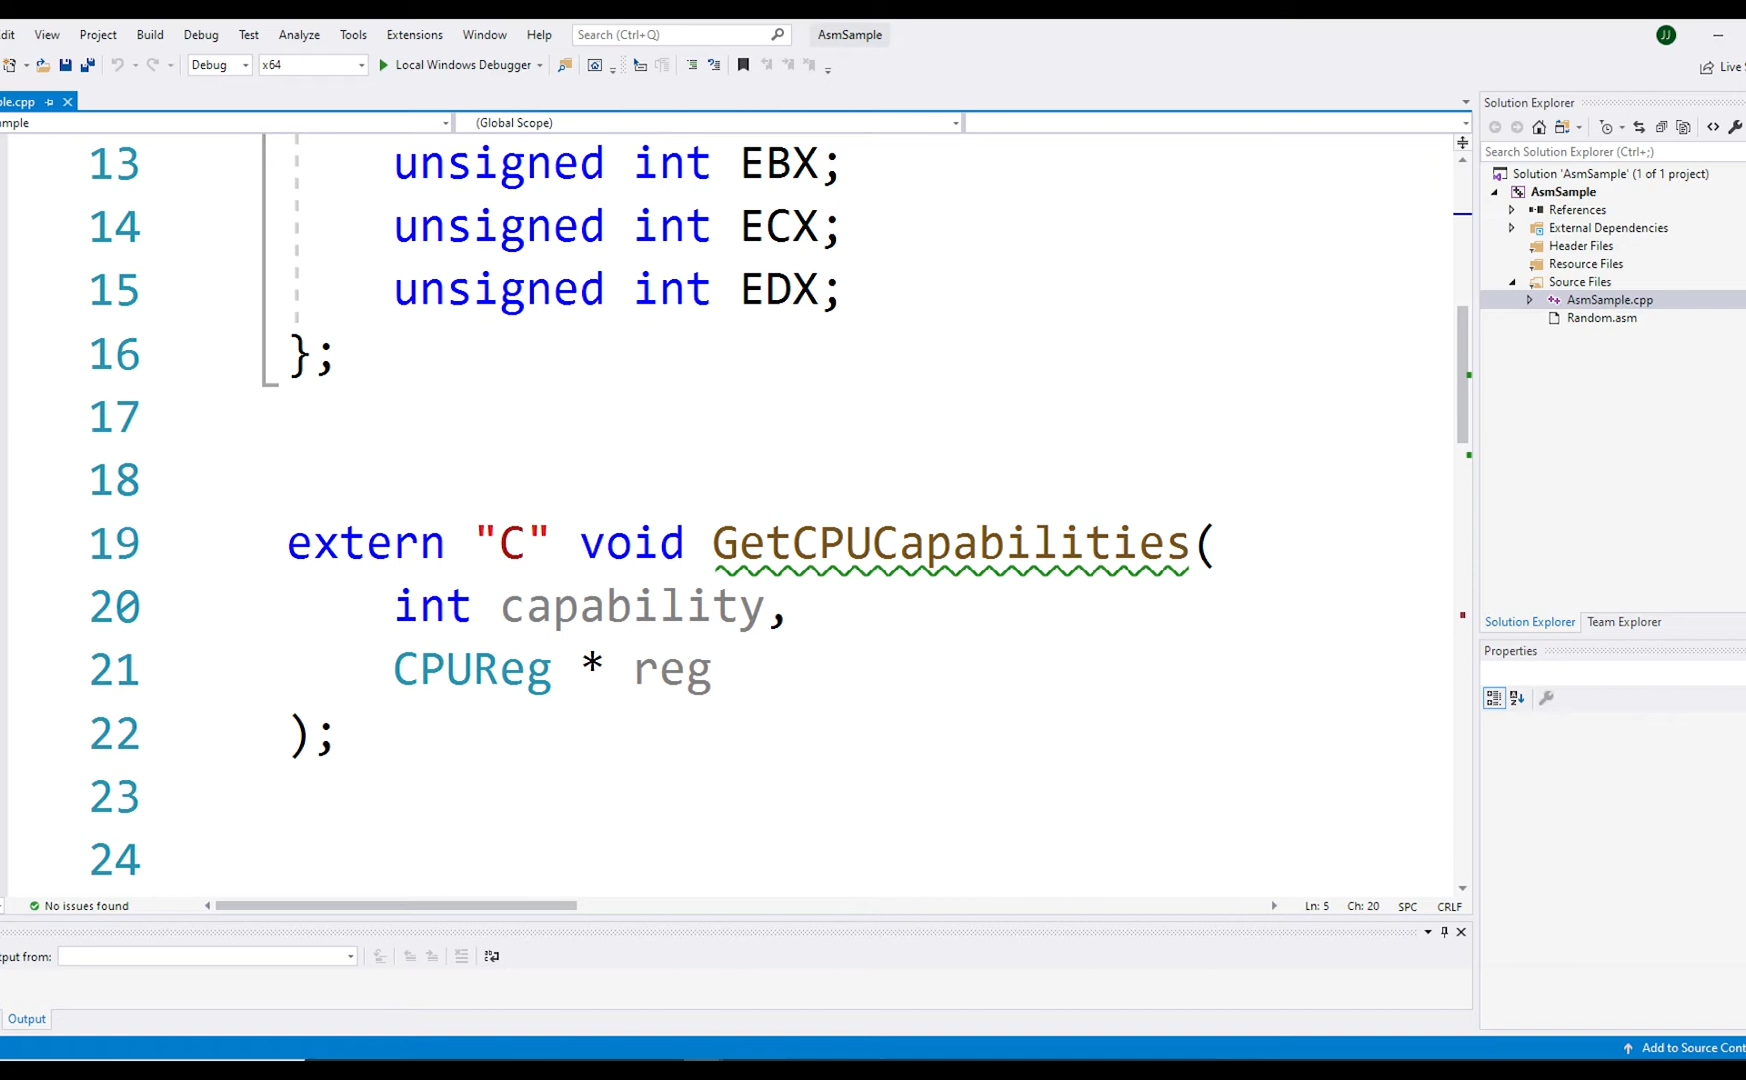 dit View Project Build Debug Test Analyze Tools Extensions Window Help Search (Ctrl+Q) AsmSample JJ
Debug x64 Local Windows Debugger Live S
le.cpp
mple (Global Scope)
13 unsigned int EBX;
14 unsigned int ECX;
15 unsigned int EDX;
16 };
17
18
19 extern "C" void GetCPUCapabilities(
20 int capability,
21 CPUReg * reg
22 );
23
24
No issues found Ln: 5 Ch: 20 SPC CRLF
put from:
Output
Solution Explorer
Search Solution Explorer (Ctrl+;)
Solution 'AsmSample' (1 of 1 project)
AsmSample
References
External Dependencies
Header Files
Resource Files
Source Files
AsmSample.cpp
Random.asm
Solution Explorer Team Explorer
Properties
Add to Source Cont